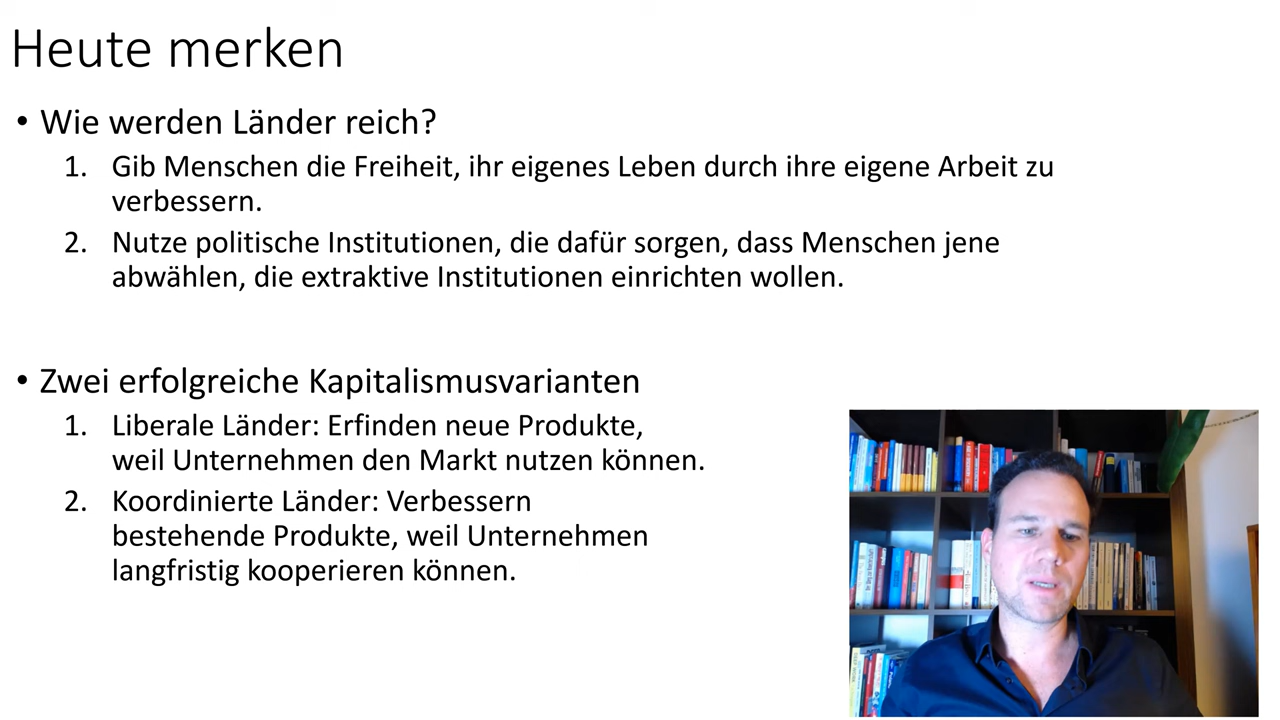 Heute merken
• Wie werden Länder reich?
1. Gib Menschen die Freiheit, ihr eigenes Leben durch ihre eigene Arbeit zu
verbessern.
2. Nutze politische Institutionen, die dafür sorgen, dass Menschen jene
abwählen, die extraktive Institutionen einrichten wollen.
• Zwei erfolgreiche Kapitalismusvarianten
1. Liberale Länder: Erfinden neue Produkte,
weil Unternehmen den Markt nutzen können.
2. Koordinierte Länder: Verbessern
bestehende Produkte, weil Unternehmen
langfristig kooperieren können.